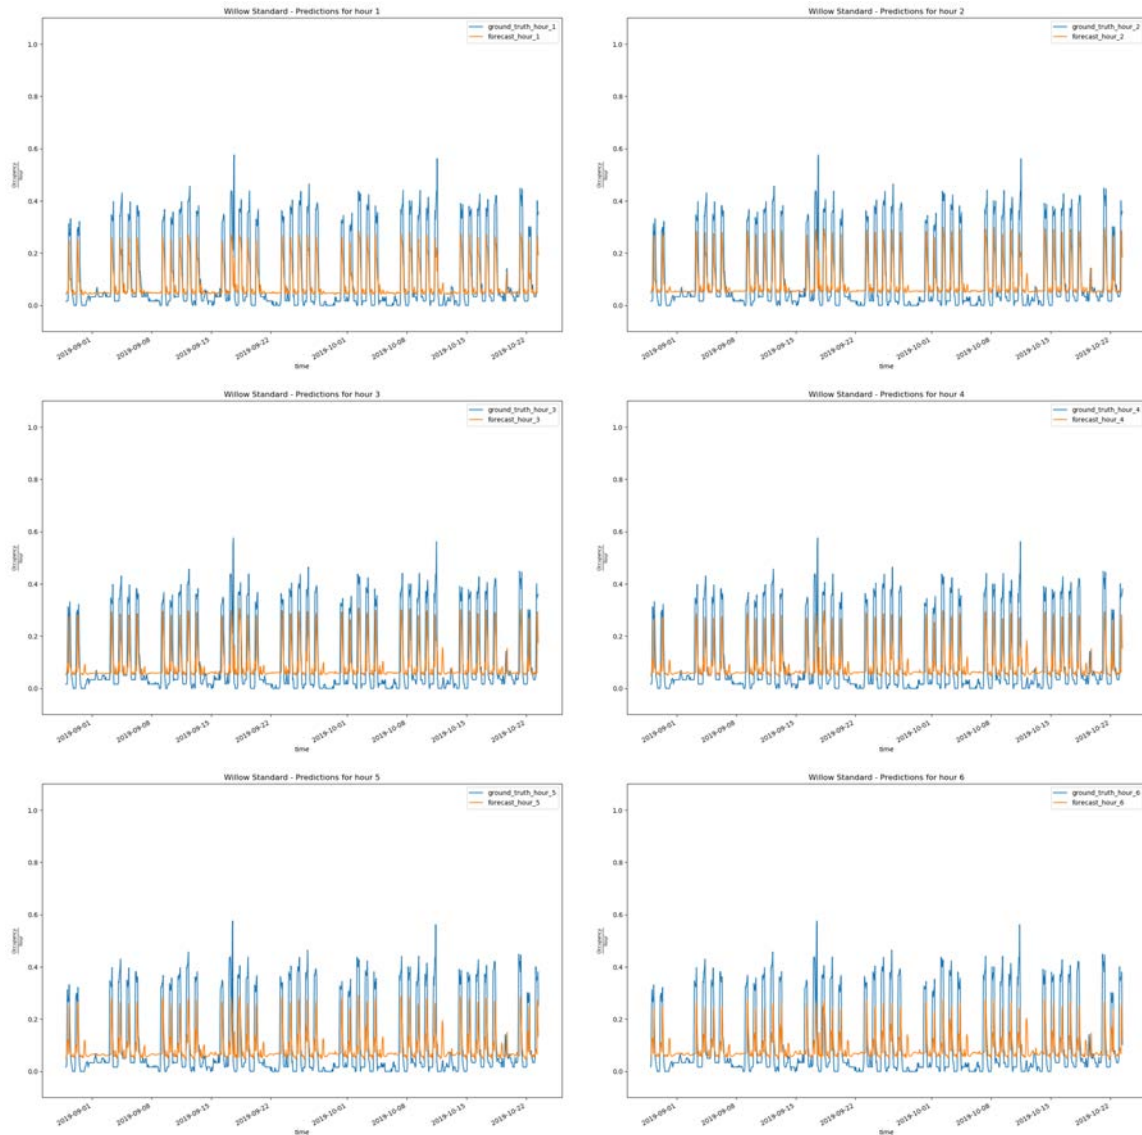 Willow Standard - Predictions for hour 1
ground_truth_hour_1
forecast_hour_1
1.0
0.8
0.6
0.4
0.2
0.0
Occupancy
hour
2019-09-01
2019-09-08
2019-09-15
2019-09-22
2019-10-01
2019-10-08
2019-10-15
2019-10-22
time
Willow Standard - Predictions for hour 2
ground_truth_hour_2
forecast_hour_2
1.0
0.8
0.6
0.4
0.2
0.0
Occupancy
hour
2019-09-01
2019-09-08
2019-09-15
2019-09-22
2019-10-01
2019-10-08
2019-10-15
2019-10-22
time
Willow Standard - Predictions for hour 3
ground_truth_hour_3
forecast_hour_3
1.0
0.8
0.6
0.4
0.2
0.0
Occupancy
hour
2019-09-01
2019-09-08
2019-09-15
2019-09-22
2019-10-01
2019-10-08
2019-10-15
2019-10-22
time
Willow Standard - Predictions for hour 4
ground_truth_hour_4
forecast_hour_4
1.0
0.8
0.6
0.4
0.2
0.0
Occupancy
hour
2019-09-01
2019-09-08
2019-09-15
2019-09-22
2019-10-01
2019-10-08
2019-10-15
2019-10-22
time
Willow Standard - Predictions for hour 5
ground_truth_hour_5
forecast_hour_5
1.0
0.8
0.6
0.4
0.2
0.0
Occupancy
hour
2019-09-01
2019-09-08
2019-09-15
2019-09-22
2019-10-01
2019-10-08
2019-10-15
2019-10-22
time
Willow Standard - Predictions for hour 6
ground_truth_hour_6
forecast_hour_6
1.0
0.8
0.6
0.4
0.2
0.0
Occupancy
hour
2019-09-01
2019-09-08
2019-09-15
2019-09-22
2019-10-01
2019-10-08
2019-10-15
2019-10-22
time